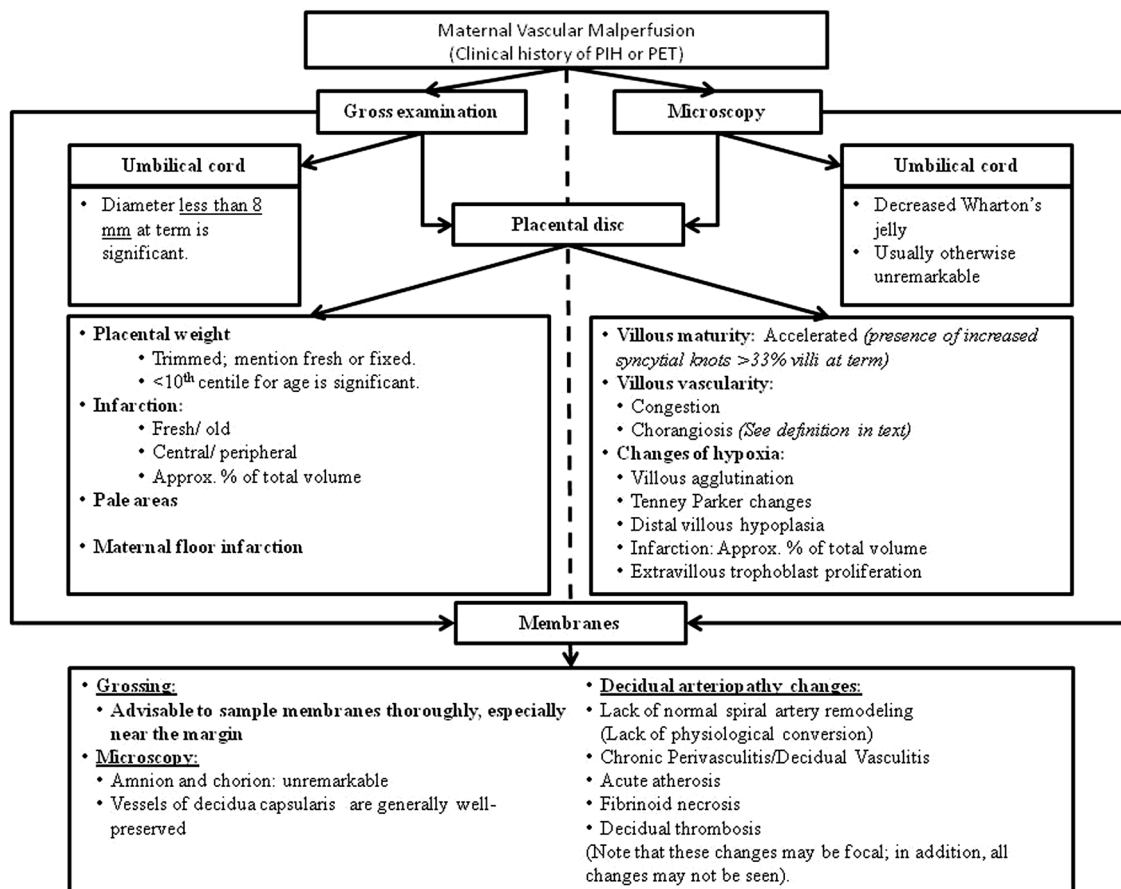 Maternal Vascular Malperfusion
(Clinical history of PIH or PET)
Gross examination
Microscopy
Umbilical cord
• Diameter less than 8
mm at term is
significant.
Umbilical cord
• Decreased Wharton's
jelly
• Usually otherwise
unremarkable
Placental disc
• Placental weight
• Trimmed; mention fresh or fixed.
• <10th centile for age is significant.
• Infarction:
• Fresh/ old
• Central/ peripheral
• Approx. % of total volume
• Pale areas
• Maternal floor infarction
• Villous maturity: Accelerated (presence of increased
syncytial knots >33% villi at term)
• Villous vascularity:
• Congestion
• Chorangiosis (See definition in text)
• Changes of hypoxia:
• Villous agglutination
• Tenney Parker changes
• Distal villous hypoplasia
• Infarction: Approx. % of total volume
• Extravillous trophoblast proliferation
Membranes
• Grossing:
• Advisable to sample membranes thoroughly, especially
near the margin
• Microscopy:
• Amnion and chorion: unremarkable
• Vessels of decidua capsularis are generally well-
preserved
• Decidual arteriopathy changes:
• Lack of normal spiral artery remodeling
(Lack of physiological conversion)
• Chronic Perivasculitis/Decidual Vasculitis
• Acute atherosis
• Fibrinoid necrosis
• Decidual thrombosis
(Note that these changes may be focal; in addition, all
changes may not be seen).